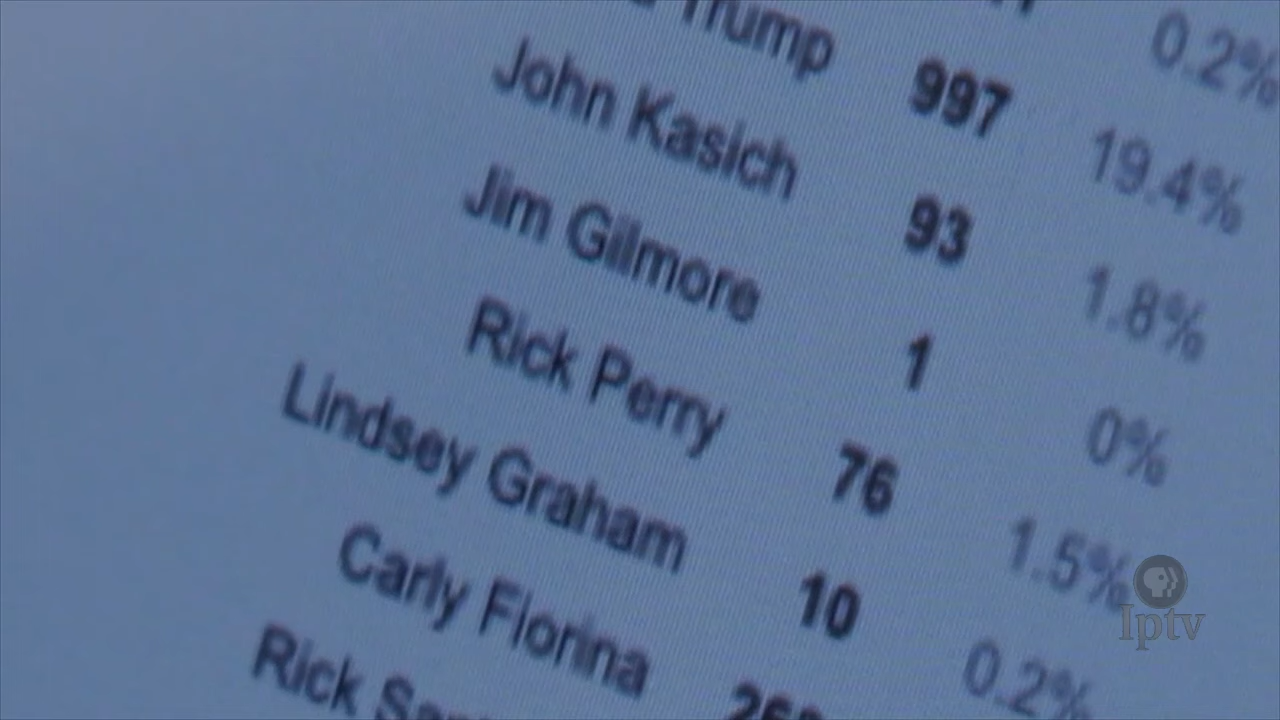 0.2%
Trump 997 19.4%
John Kasich 93 1.8%
Jim Gilmore 1 0%
Rick Perry 76 1.5%
Lindsey Graham 10 0.2%
Carly Fiorina
Rick
Iptv